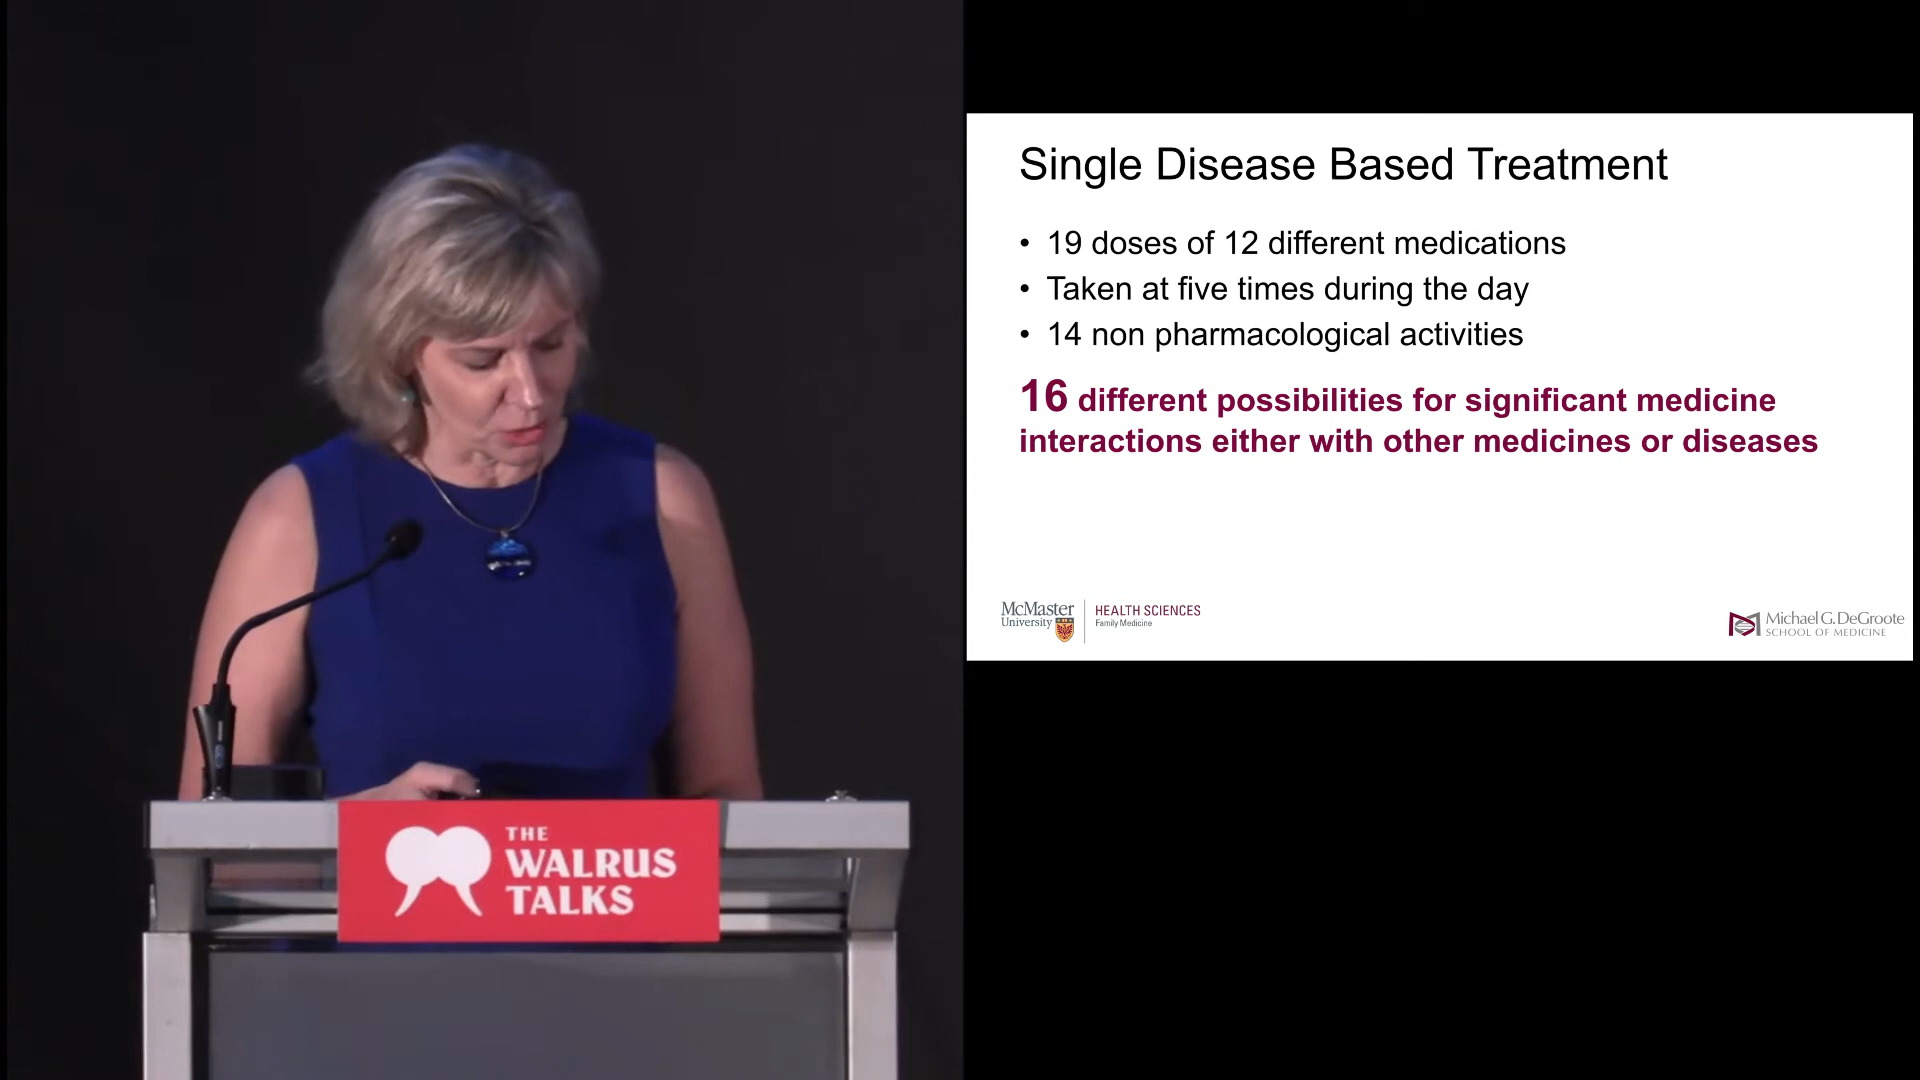 Single Disease Based Treatment
• 19 doses of 12 different medications
• Taken at five times during the day
• 14 non pharmacological activities
16 different possibilities for significant medicine
interactions either with other medicines or diseases
McMaster
University
HEALTH SCIENCES
Family Medicine
Michael G. DeGroote
SCHOOL OF MEDICINE
THE
WALRUS
TALKS